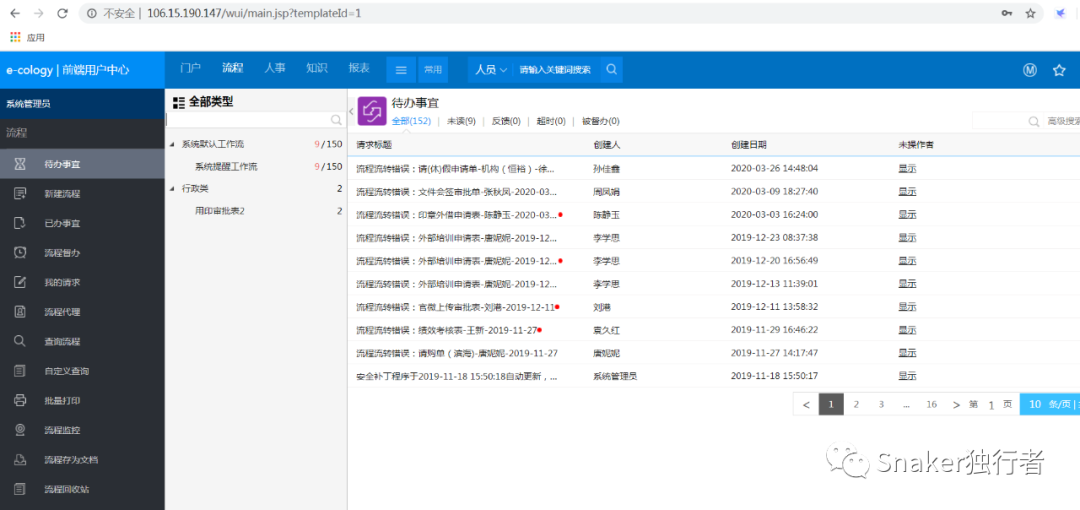 不安全 | 106.15.190.147/wui/main.jsp?templateId=1
应用
e-cology | 前端用户中心
门户 流程 人事 知识 报表 常用 人员 请输入关键词搜索
系统管理员
流程
待办事宜
新建流程
已办事宜
流程督办
我的请求
流程代理
查询流程
自定义查询
批量打印
流程监控
流程存为文档
流程回收站
全部类型
系统默认工作流 9/150
系统提醒工作流 9/150
行政类 2
用印审批表2 2
待办事宜
全部(152) | 未读(9) | 反馈(0) | 超时(0) | 被督办(0)
高级搜索
请求标题 创建人 创建日期 未操作者
流程流转错误：请(休)假申请单-机构（恒裕）-徐... 孙佳鑫 2020-03-26 14:48:04 显示
流程流转错误：文件会签审批单-张秋凤-2020-03... 周凤娟 2020-03-09 18:27:40 显示
流程流转错误：印章外借申请表-陈静玉-2020-03... 陈静玉 2020-03-03 16:24:00 显示
流程流转错误：外部培训申请表-唐妮妮-2019-12... 李学思 2019-12-23 08:37:38 显示
流程流转错误：外部培训申请表-唐妮妮-2019-12... 李学思 2019-12-20 16:56:49 显示
流程流转错误：外部培训申请表-唐妮妮-2019-12... 李学思 2019-12-13 11:39:01 显示
流程流转错误：官微上传审批表-刘港-2019-12-11 刘港 2019-12-11 13:58:32 显示
流程流转错误：绩效考核表-王新-2019-11-27 袁久红 2019-11-29 16:46:22 显示
流程流转错误：请购单（滨海)-唐妮妮-2019-11-27 唐妮妮 2019-11-27 14:17:47 显示
安全补丁程序于2019-11-18 15:50:18自动更新，... 系统管理员 2019-11-18 15:50:17 显示
< 1 2 3 ... 16 > 第 1 页 10 条/页 |
Snaker独行者